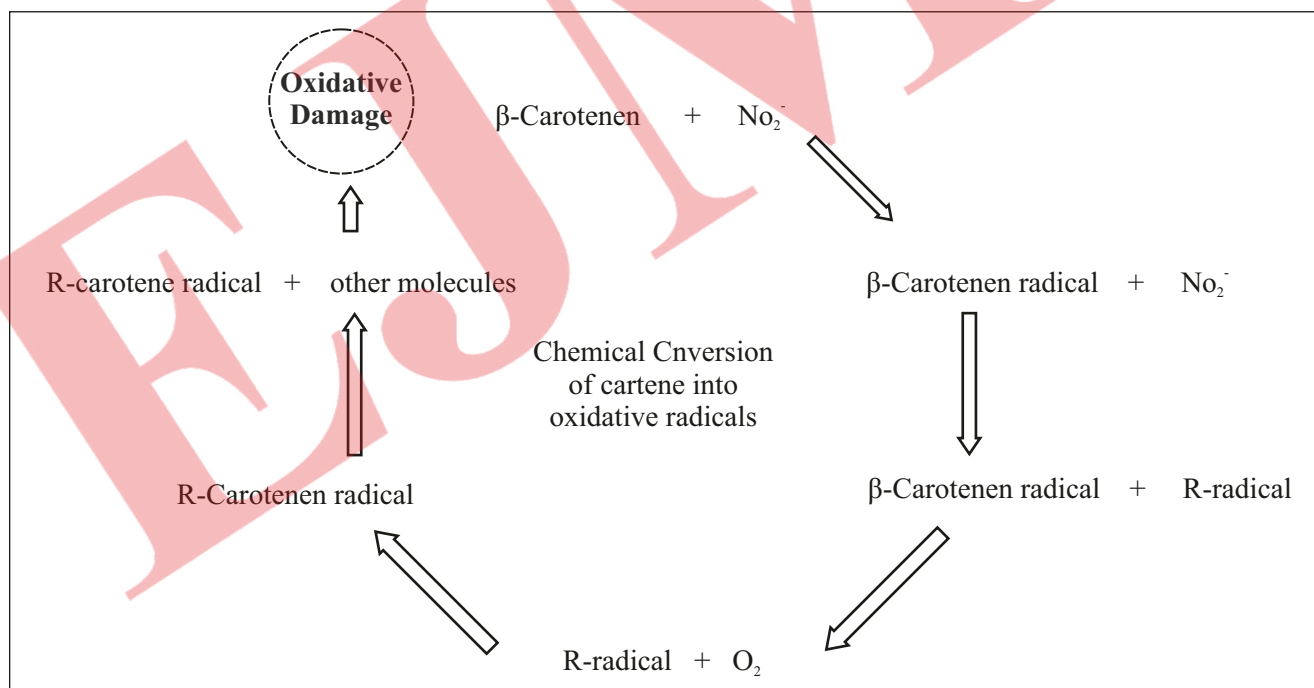 Oxidative
Damage
β-Carotenen + No₂⁻
R-carotene radical + other molecules
β-Carotenen radical + No₂⁻
Chemical Cnversion
of cartene into
oxidative radicals
R-Carotenen radical
β-Carotenen radical + R-radical
R-radical + O₂